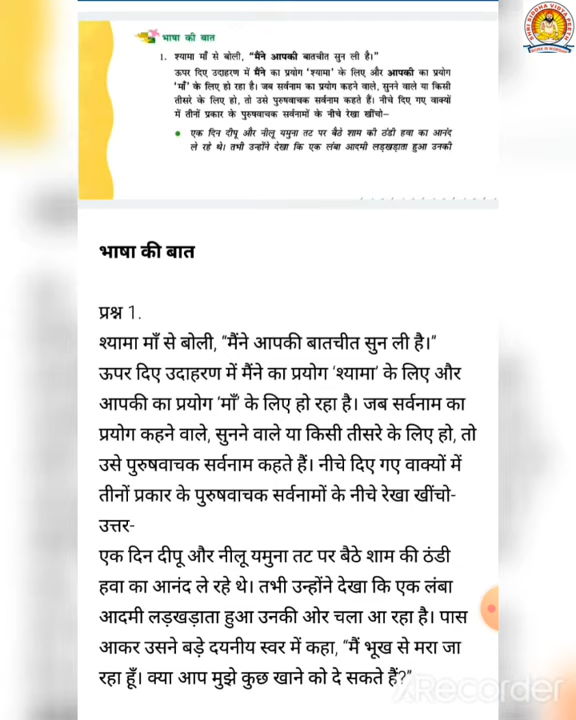 SHRI SIDDHA VIDYA PEETH
भाषा की बात
1. श्यामा माँ से बोली, “मैंने आपकी बातचीत सुन ली है।”
ऊपर दिए उदाहरण में मैंने का प्रयोग ‘श्यामा’ के लिए और आपकी का प्रयोग
‘माँ’ के लिए हो रहा है। जब सर्वनाम का प्रयोग कहने वाले, सुनने वाले या किसी
तीसरे के लिए हो, तो उसे पुरुषवाचक सर्वनाम कहते हैं। नीचे दिए गए वाक्यों
में तीनों प्रकार के पुरुषवाचक सर्वनामों के नीचे रेखा खींचो–
• एक दिन दीपू और नीलू यमुना तट पर बैठे शाम की ठंडी हवा का आनंद
ले रहे थे। तभी उन्होंने देखा कि एक लंबा आदमी लड़खड़ाता हुआ उनकी
भाषा की बात
प्रश्न 1.
श्यामा माँ से बोली, “मैंने आपकी बातचीत सुन ली है।”
ऊपर दिए उदाहरण में मैंने का प्रयोग ‘श्यामा’ के लिए और
आपकी का प्रयोग ‘माँ’ के लिए हो रहा है। जब सर्वनाम का
प्रयोग कहने वाले, सुनने वाले या किसी तीसरे के लिए हो, तो
उसे पुरुषवाचक सर्वनाम कहते हैं। नीचे दिए गए वाक्यों में
तीनों प्रकार के पुरुषवाचक सर्वनामों के नीचे रेखा खींचो-
उत्तर-
एक दिन दीपू और नीलू यमुना तट पर बैठे शाम की ठंडी
हवा का आनंद ले रहे थे। तभी उन्होंने देखा कि एक लंबा
आदमी लड़खड़ाता हुआ उनकी ओर चला आ रहा है। पास
आकर उसने बड़े दयनीय स्वर में कहा, “मैं भूख से मरा जा
रहा हूँ। क्या आप मुझे कुछ खाने को दे सकते हैं?”
XRecorder